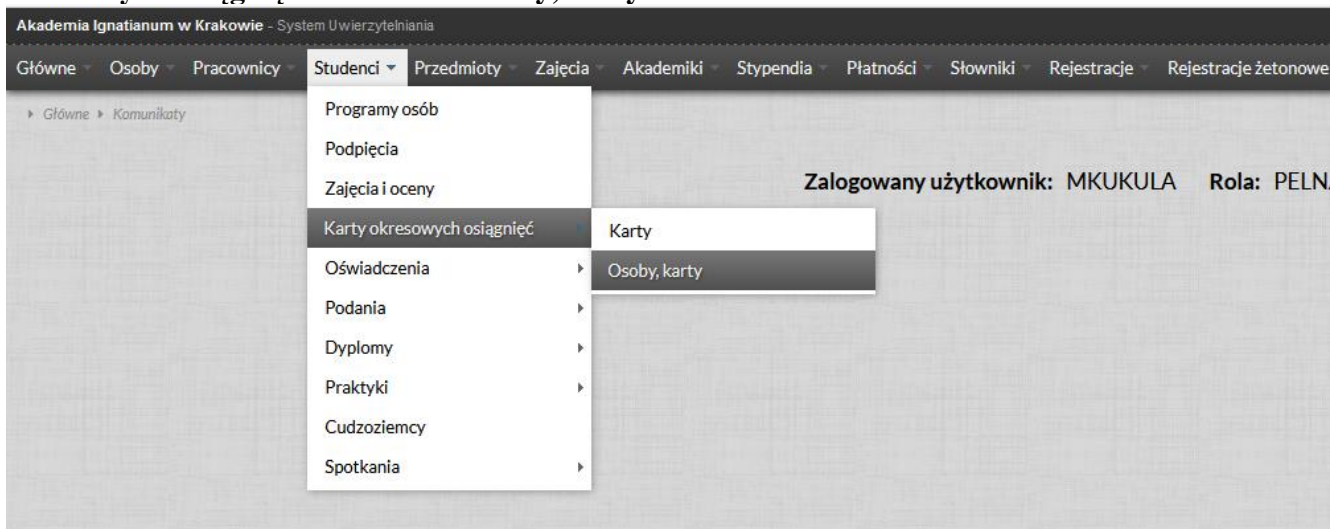 Akademia Ignatianum w Krakowie - System Uwierzytelniania
Główne Osoby Pracownicy Studenci Przedmioty Zajęcia Akademiki Stypendia Płatności Słowniki Rejestracje Rejestracje żetonowe
Główne Komunikaty
Programy osób
Podpięcia
Zalogowany użytkownik: MKUKULA Rola: PELNA
Zajęcia i oceny
Karty okresowych osiągnięć
Karty
Oświadczenia
Osoby, karty
Podania
Dyplomy
Praktyki
Cudzoziemcy
Spotkania